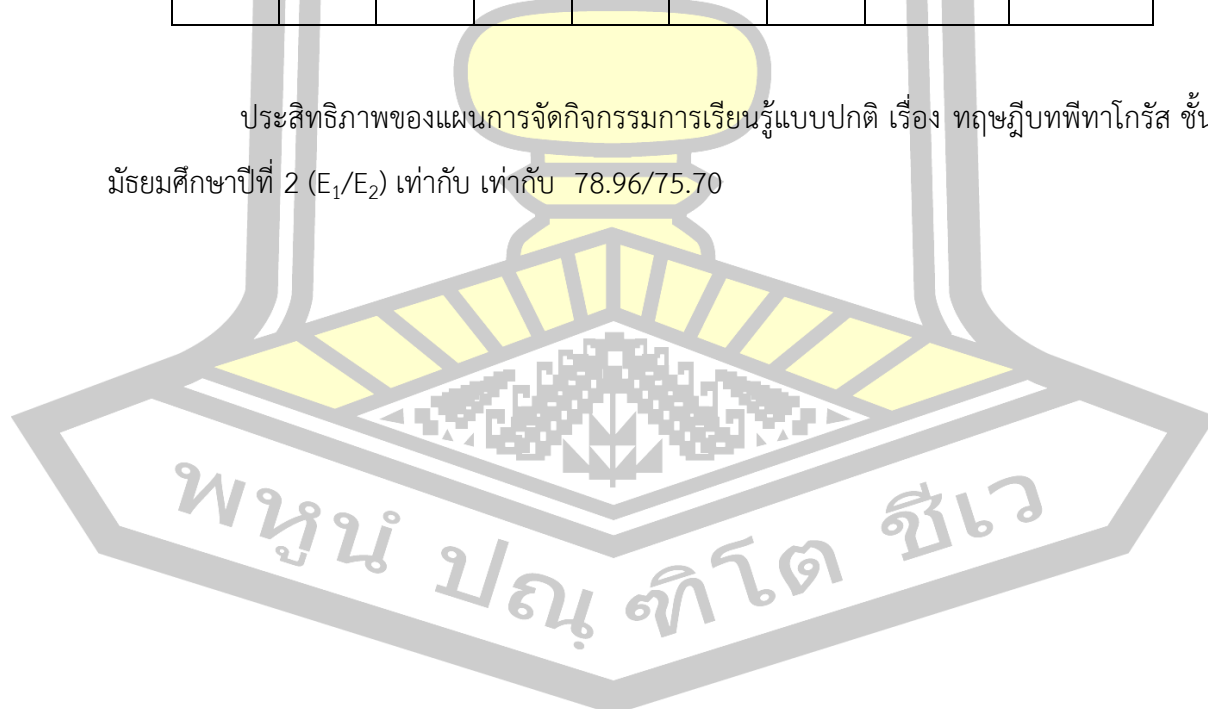 ประสิทธิภาพของแผนการจัดกิจกรรมการเรียนรู้แบบปกติ เรื่อง ทฤษฎีบทพีทาโกรัส ชั้น
มัธยมศึกษาปีที่ 2 (E₁/E₂) เท่ากับ เท่ากับ 78.96/75.70
พหูนํ ปณฺฑิโต ชีเว